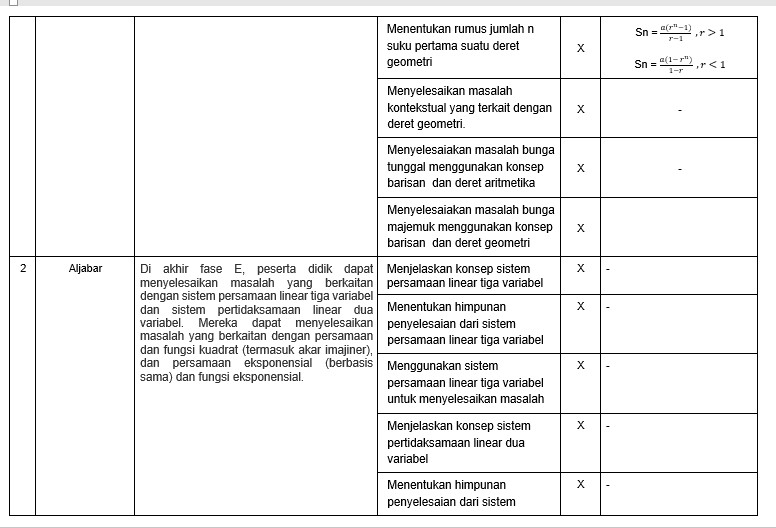 Menentukan rumus jumlah n
suku pertama suatu deret
geometri
X
Sn = a(rⁿ−1)/r−1 , r > 1
Sn = a(1−rⁿ)/1−r , r < 1
Menyelesaikan masalah
kontekstual yang terkait dengan
deret geometri.
X
-
Menyelesaiakan masalah bunga
tunggal menggunakan konsep
barisan dan deret aritmetika
X
-
Menyelesaiakan masalah bunga
majemuk menggunakan konsep
barisan dan deret geometri
X
2
Aljabar
Di akhir fase E, peserta didik dapat
menyelesaikan masalah yang berkaitan
dengan sistem persamaan linear tiga variabel
dan sistem pertidaksamaan linear dua
variabel. Mereka dapat menyelesaikan
masalah yang berkaitan dengan persamaan
dan fungsi kuadrat (termasuk akar imajiner),
dan persamaan eksponensial (berbasis
sama) dan fungsi eksponensial.
Menjelaskan konsep sistem
persamaan linear tiga variabel
X
-
Menentukan himpunan
penyelesaian dari sistem
persamaan linear tiga variabel
X
-
Menggunakan sistem
persamaan linear tiga variabel
untuk menyelesaikan masalah
X
-
Menjelaskan konsep sistem
pertidaksamaan linear dua
variabel
X
-
Menentukan himpunan
penyelesaian dari sistem
X
-